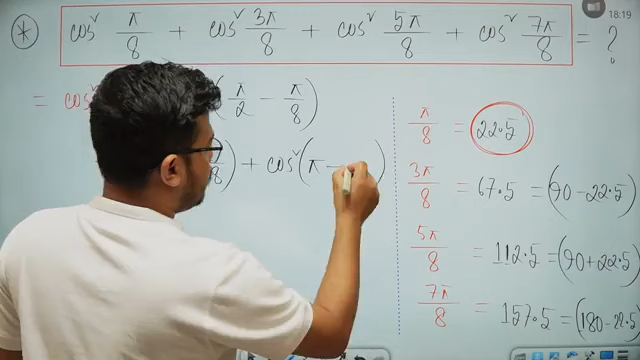 18:19
* cos² π/8 + cos² 3π/8 + cos² 5π/8 + cos² 7π/8 = ?
= cos² (π/2 − π/8)
π/8) + cos² (π − )
π/8 = 22.5
3π/8 = 67.5 = (90 − 22.5)
5π/8 = 112.5 = (90 + 22.5)
7π/8 = 157.5 = (180 − 22.5)